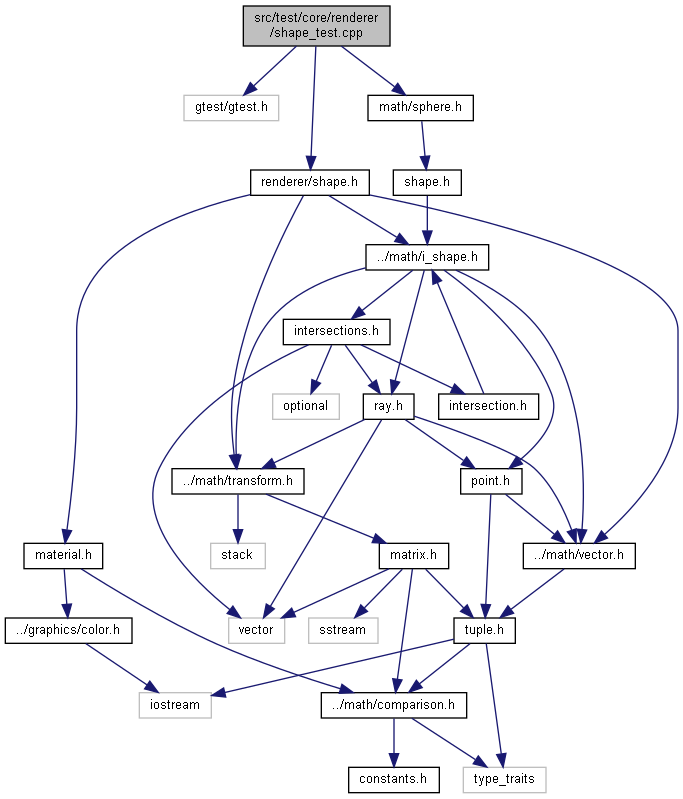 src/test/core/renderer
/shape_test.cpp
gtest/gtest.h
math/sphere.h
renderer/shape.h
shape.h
../math/i_shape.h
intersections.h
optional
ray.h
intersection.h
../math/transform.h
point.h
material.h
stack
matrix.h
../math/vector.h
../graphics/color.h
vector
sstream
tuple.h
iostream
../math/comparison.h
constants.h
type_traits